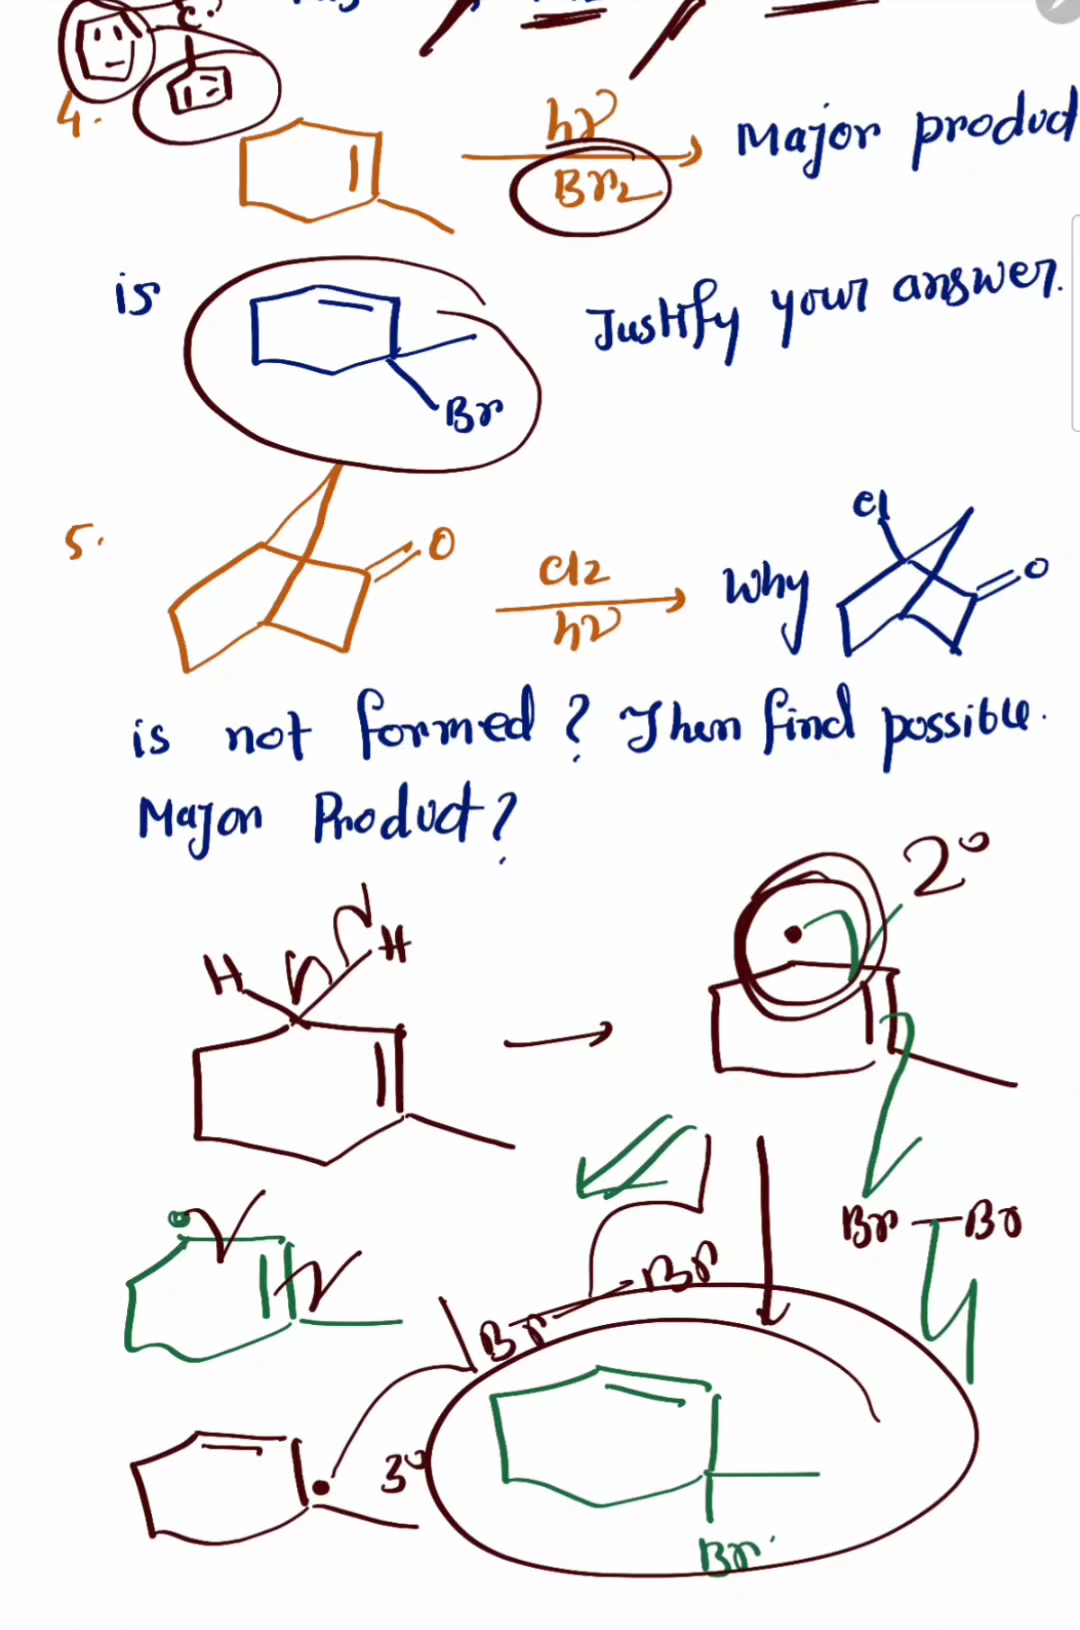 4.
hν
Br2
Major product
is
Br
Justify your answer.
5.
O
Cl2
hν
Why
Cl
O
is not formed? Then find possible.
Major Product?
H
H
2°
Br
Br
Br
Br
3°
Br